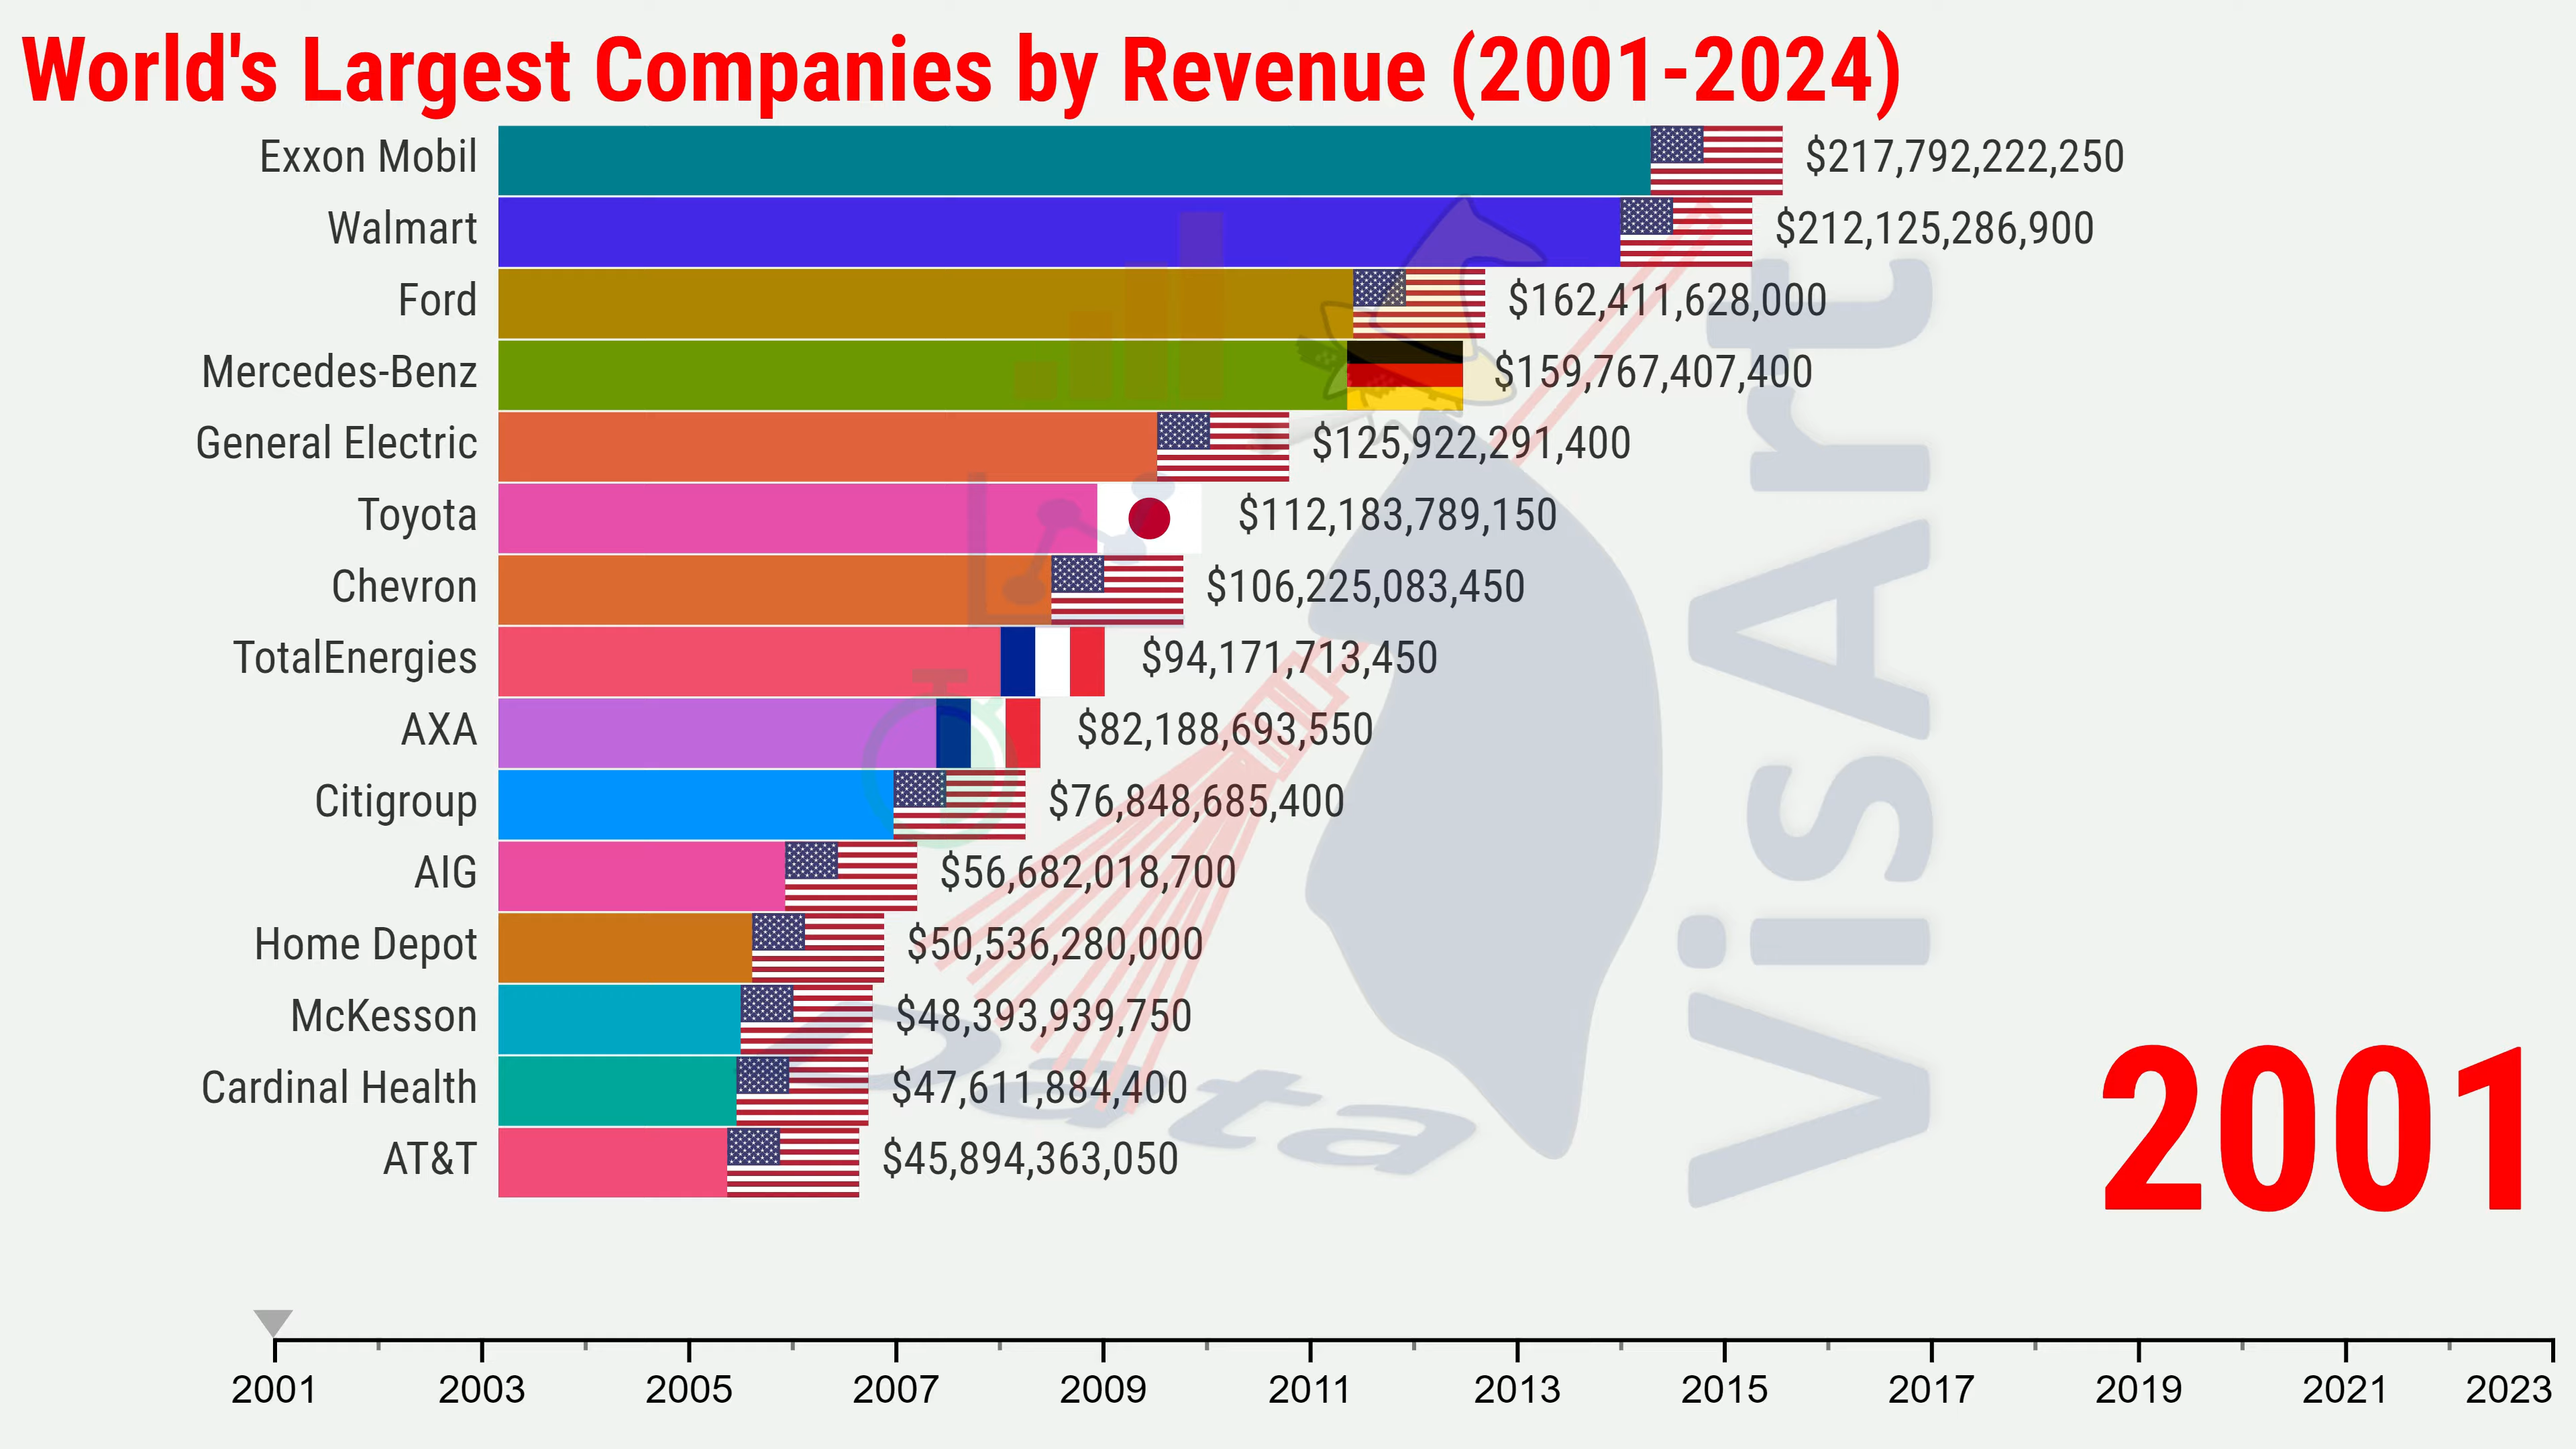 World's Largest Companies by Revenue (2001-2024)
Exxon Mobil $217,792,222,250
Walmart $212,125,286,900
Ford $162,411,628,000
Mercedes-Benz $159,767,407,400
General Electric $125,922,291,400
Toyota $112,183,789,150
Chevron $106,225,083,450
TotalEnergies $94,171,713,450
AXA $82,188,693,550
Citigroup $76,848,685,400
AIG $56,682,018,700
Home Depot $50,536,280,000
McKesson $48,393,939,750
Cardinal Health $47,611,884,400
AT&T $45,894,363,050
Data
VisArt
2001
2001 2003 2005 2007 2009 2011 2013 2015 2017 2019 2021 2023